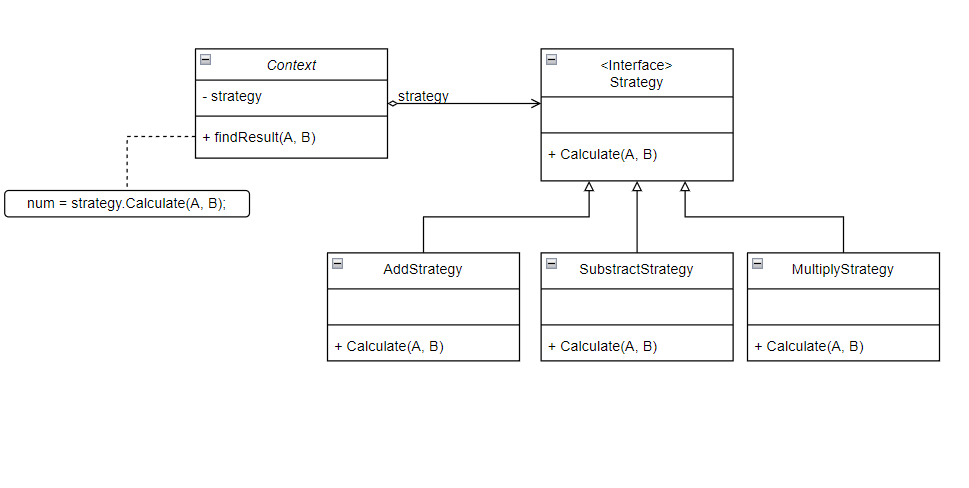 Context
- strategy
+ findResult(A, B)
num = strategy.Calculate(A, B);
strategy
<Interface>
Strategy
+ Calculate(A, B)
AddStrategy
+ Calculate(A, B)
SubstractStrategy
+ Calculate(A, B)
MultiplyStrategy
+ Calculate(A, B)